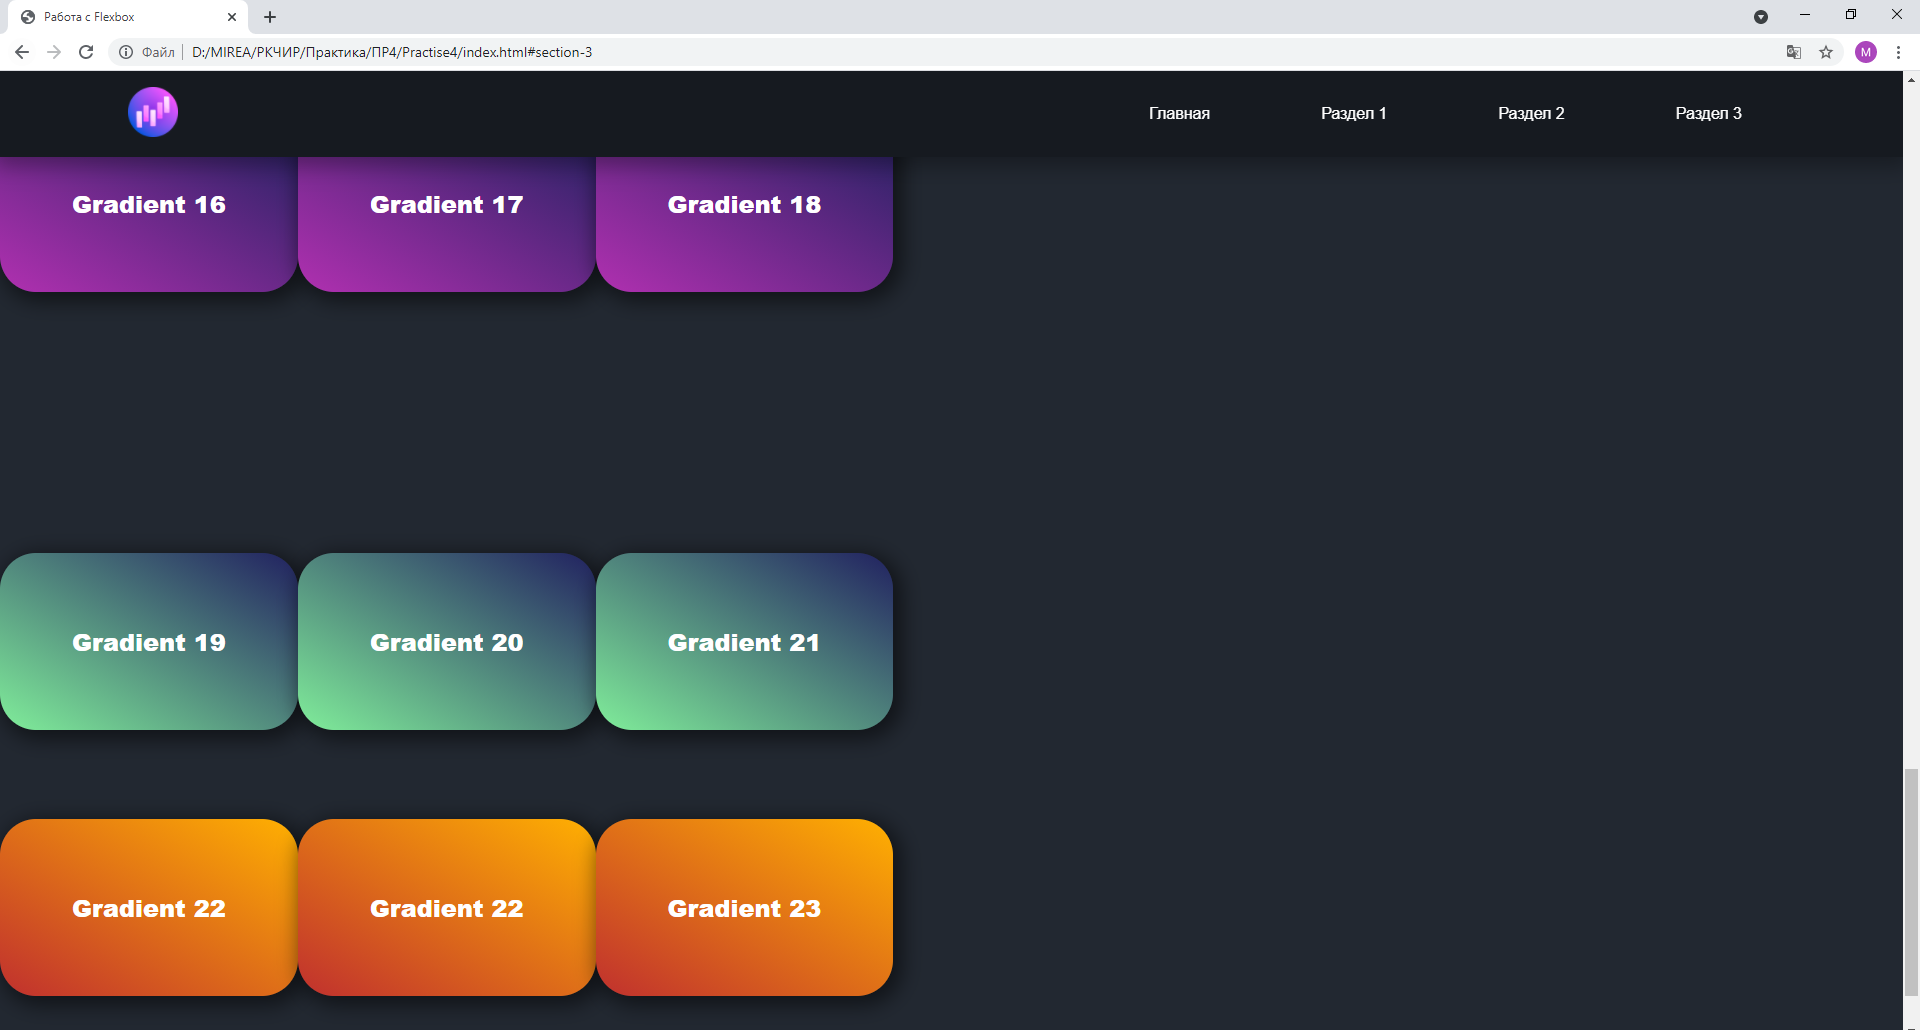 Работа с Flexbox
Файл D:/MIREA/РКЧИР/Практика/ПР4/Practise4/index.html#section-3
M
Главная Раздел 1 Раздел 2 Раздел 3
Gradient 16 Gradient 17 Gradient 18
Gradient 19 Gradient 20 Gradient 21
Gradient 22 Gradient 22 Gradient 23